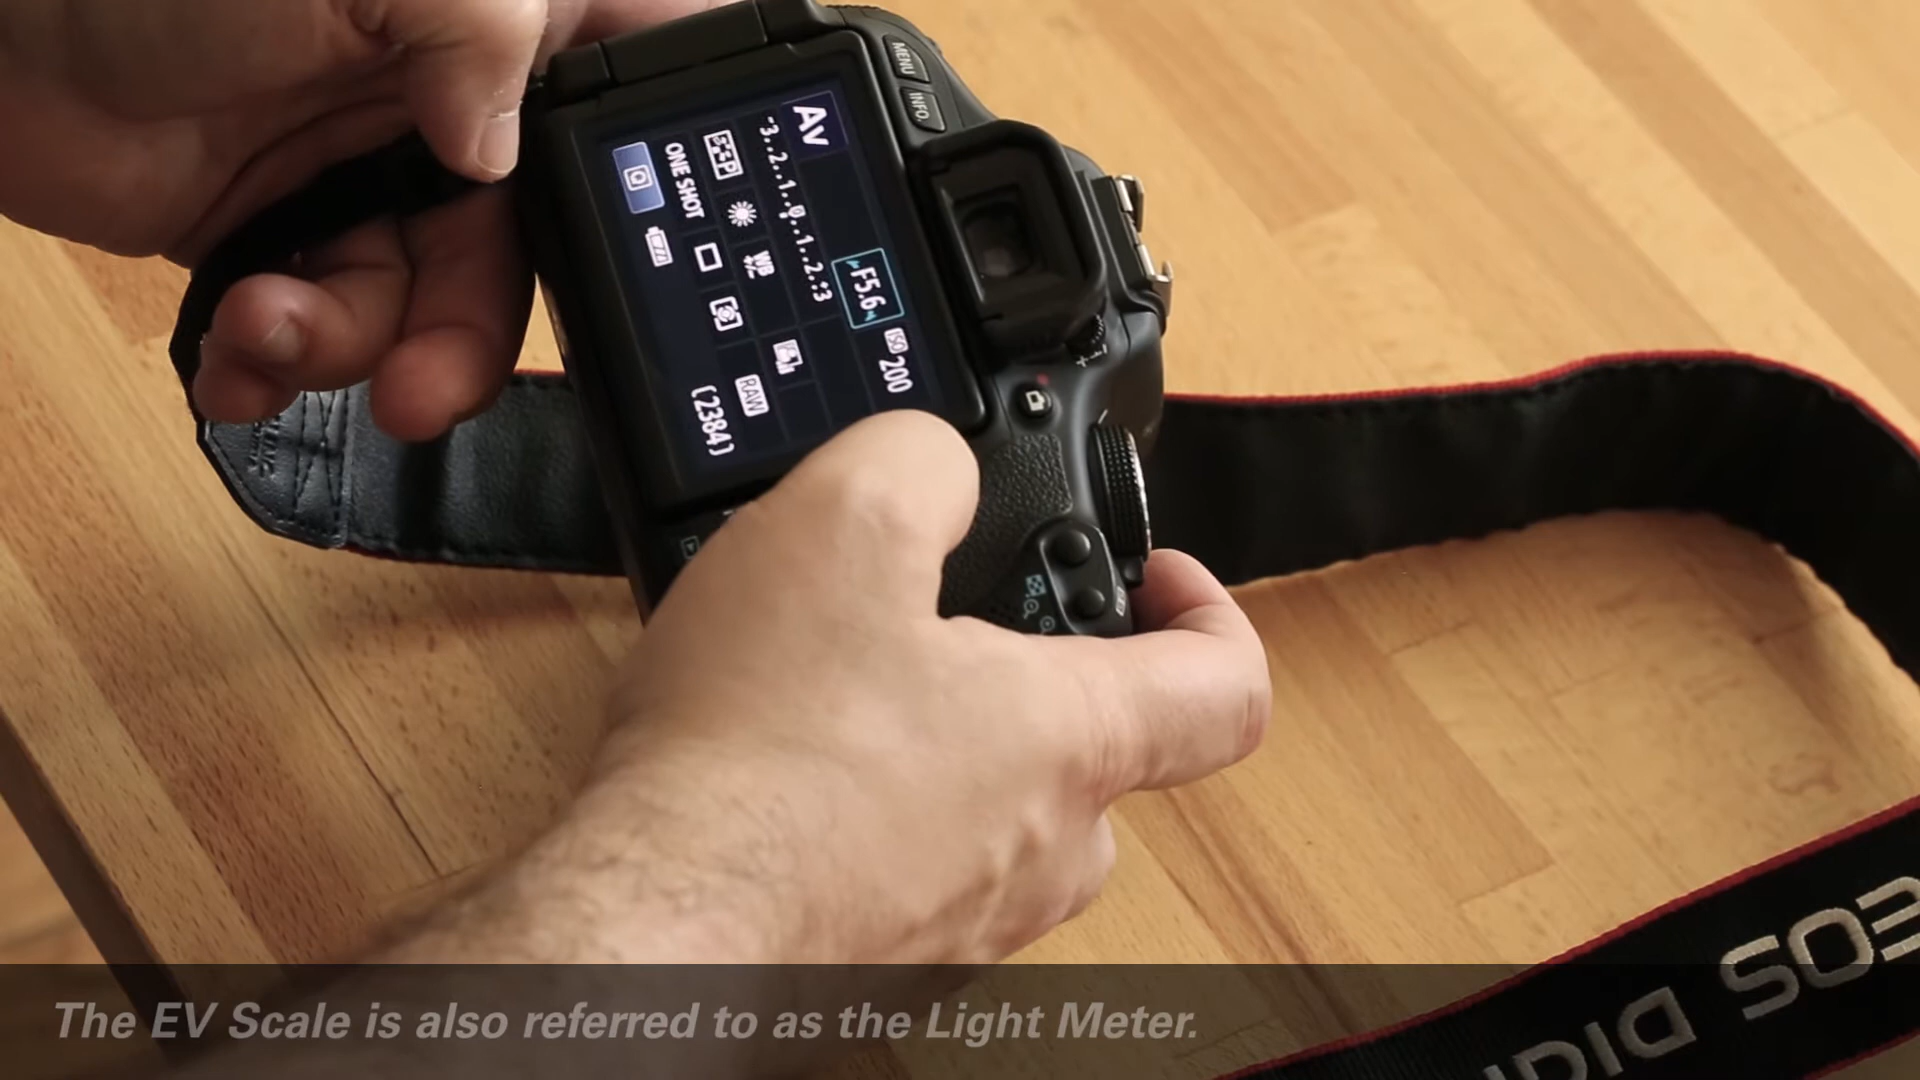 MENU
INFO.
Av
F5.6
ISO 200
-3..2..1..0..1..2..:3
P
WB
+/-
ONE SHOT
RAW
Q
[2384]
EOS DIGI
The EV Scale is also referred to as the Light Meter.